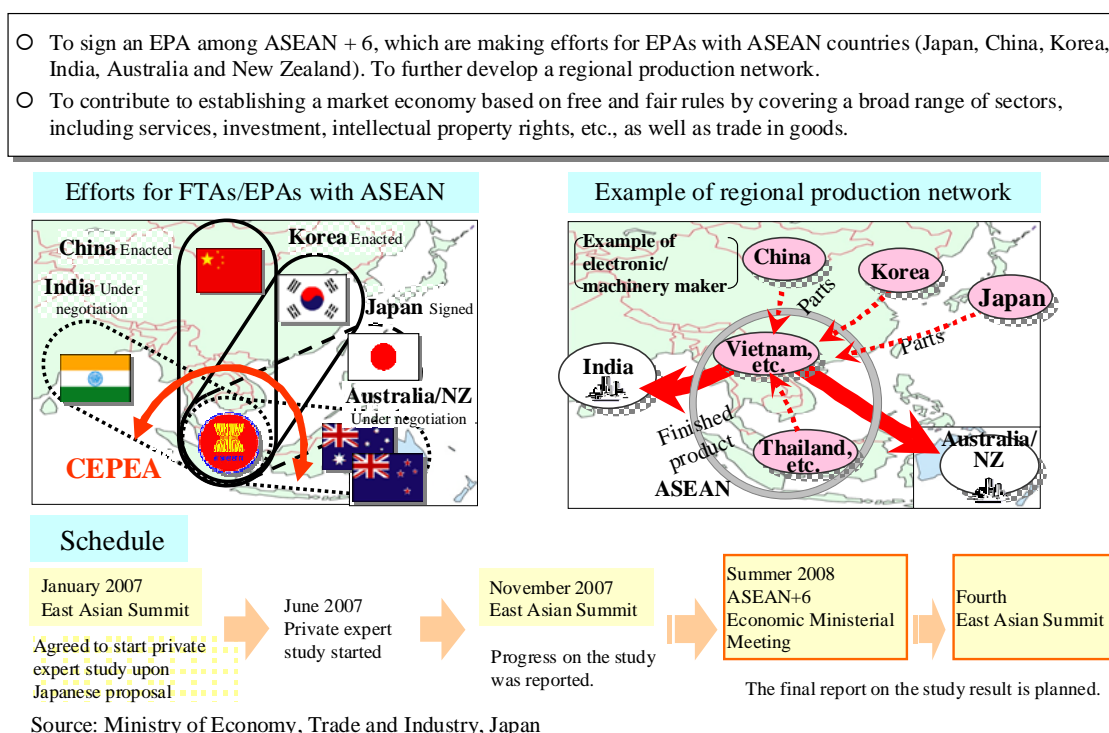 ○ To sign an EPA among ASEAN + 6, which are making efforts for EPAs with ASEAN countries (Japan, China, Korea,
India, Australia and New Zealand). To further develop a regional production network.
○ To contribute to establishing a market economy based on free and fair rules by covering a broad range of sectors,
including services, investment, intellectual property rights, etc., as well as trade in goods.
Efforts for FTAs/EPAs with ASEAN
China Enacted
Korea Enacted
India Under
negotiation
Japan Signed
Australia/NZ
Under negotiation
CEPEA
Example of regional production network
Example of
electronic/
machinery maker
China
Korea
Japan
Parts
Parts
Vietnam,
etc.
India
Finished
product
Thailand,
etc.
ASEAN
Australia/
NZ
Schedule
January 2007
East Asian Summit
Agreed to start private
expert study upon
Japanese proposal
June 2007
Private expert
study started
November 2007
East Asian Summit
Progress on the study
was reported.
Summer 2008
ASEAN+6
Economic Ministerial
Meeting
Fourth
East Asian Summit
The final report on the study result is planned.
Source: Ministry of Economy, Trade and Industry, Japan